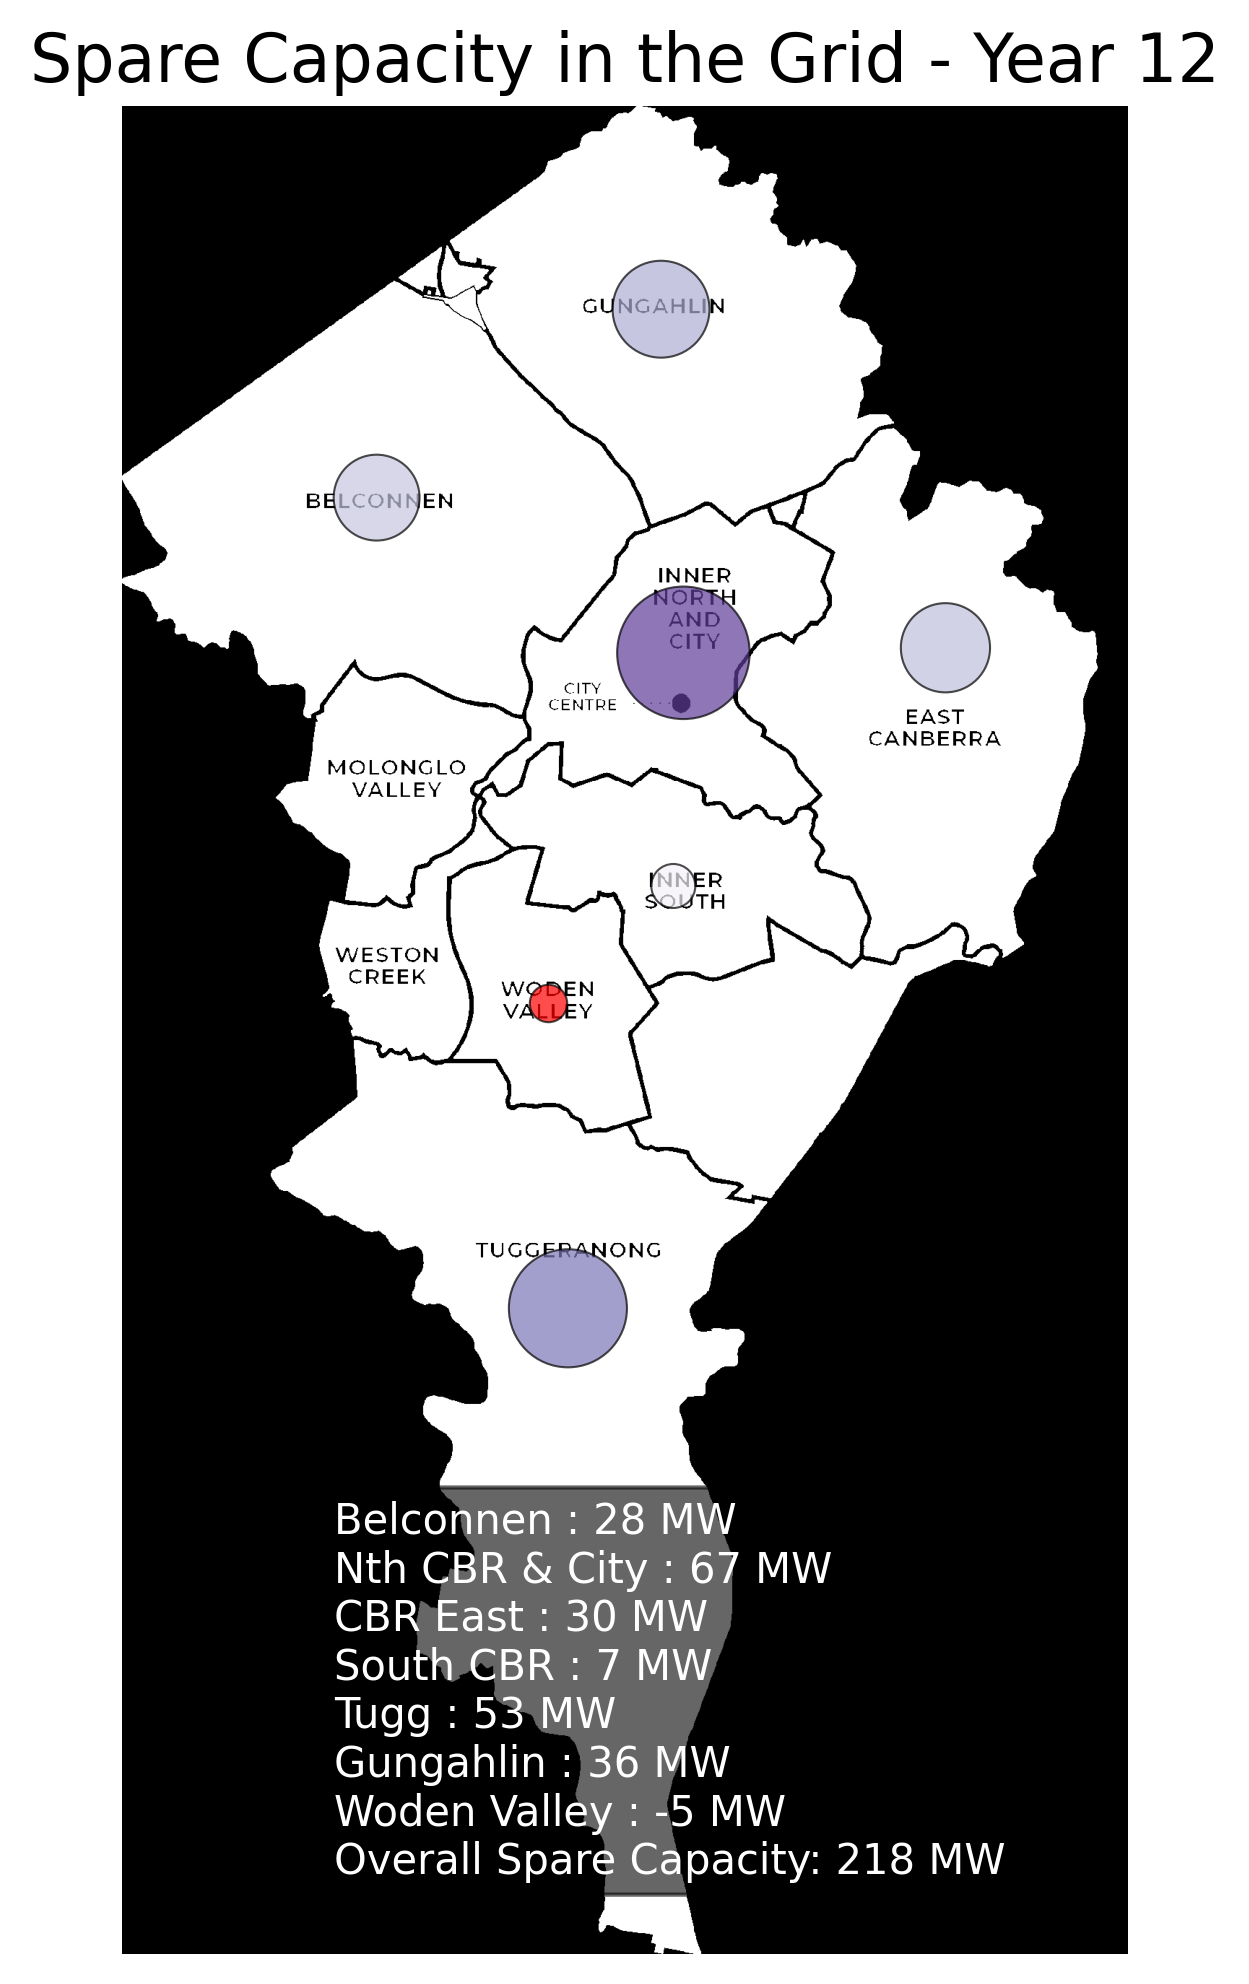 Spare Capacity in the Grid - Year 12
GUNGAHLIN
BELCONNEN
INNER
NORTH
AND
CITY
CITY
CENTRE
EAST
CANBERRA
MOLONGLO
VALLEY
INNER
SOUTH
WESTON
CREEK
WODEN
VALLEY
TUGGERANONG
Belconnen : 28 MW
Nth CBR & City : 67 MW
CBR East : 30 MW
South CBR : 7 MW
Tugg : 53 MW
Gungahlin : 36 MW
Woden Valley : -5 MW
Overall Spare Capacity: 218 MW